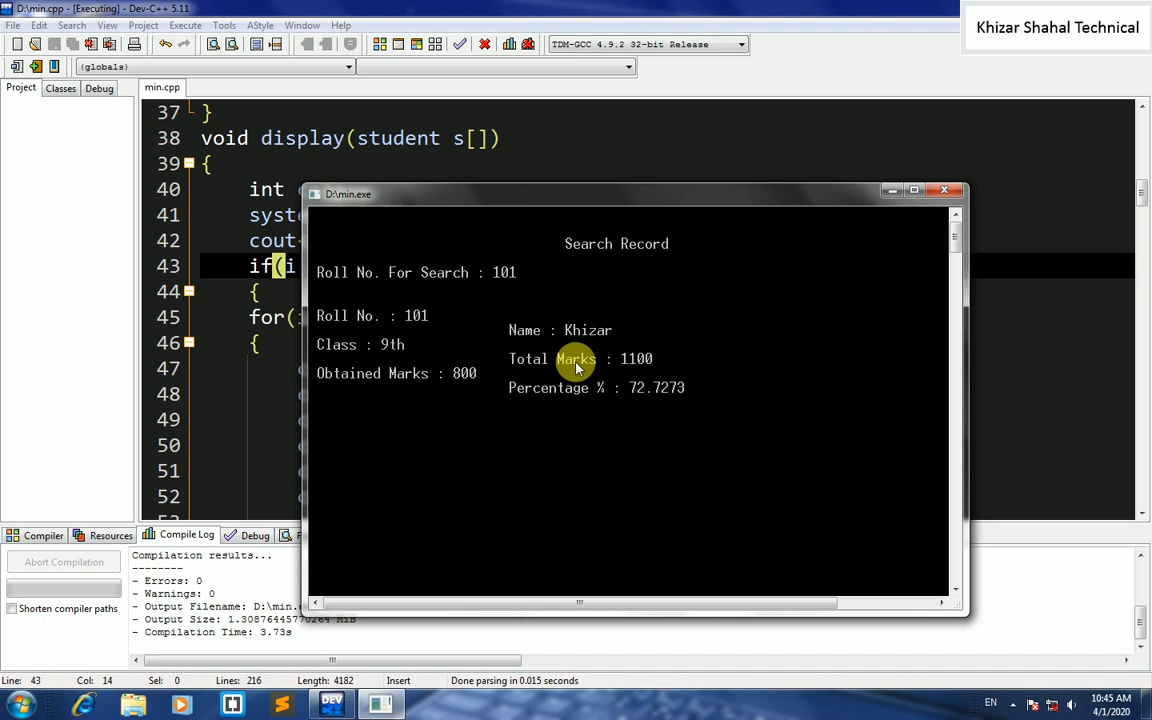 D:\min.cpp - [Executing] - Dev-C++ 5.11
Khizar Shahal Technical
File Edit Search View Project Execute Tools AStyle Window Help
TDM-GCC 4.9.2 32-bit Release
(globals)
Project Classes Debug
min.cpp
37 }
38 void display(student s[])
39 {
40 int
41 syst
42 cout
43 if(i
44 {
45 for(
46 {
47
48
49
50
51
52
D:\min.exe
Search Record
Roll No. For Search : 101
Roll No. : 101
Name : Khizar
Class : 9th
Total Marks : 1100
Obtained Marks : 800
Percentage % : 72.7273
Compiler Resources Compile Log Debug
Abort Compilation
Shorten compiler paths
Compilation results...
--------
- Errors: 0
- Warnings: 0
- Output Filename: D:\min.
- Output Size: 1.30876445770264 MiB
- Compilation Time: 3.73s
Line: 43 Col: 14 Sel: 0 Lines: 216 Length: 4182 Insert Done parsing in 0.015 seconds
DEV
EN
10:45 AM
4/1/2020